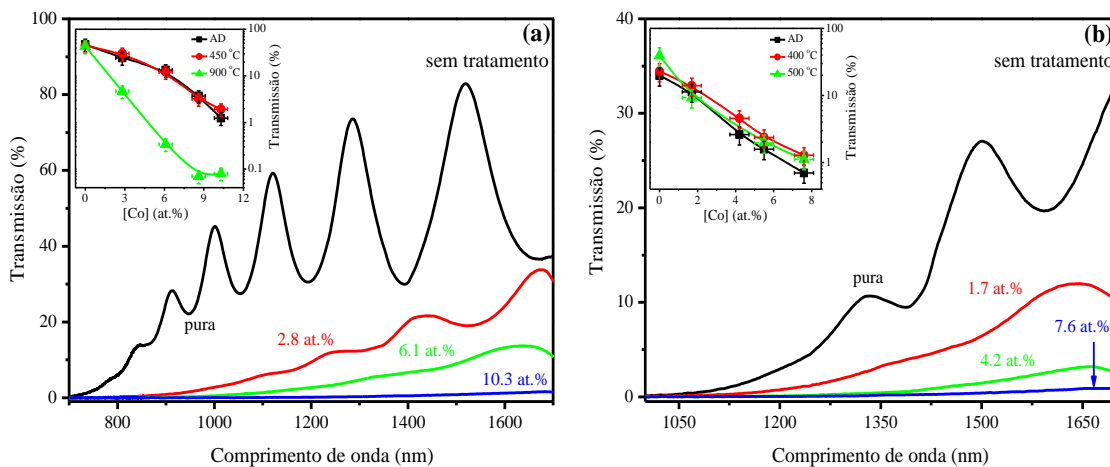 (a)
sem tratamento
100
80
60
40
20
0
Transmissão (%)
800
1000
1200
1400
1600
Comprimento de onda (nm)
pura
2.8 at.%
6.1 at.%
10.3 at.%
AD
450 °C
900 °C
100
10
1
0.1
Transmissão (%)
0
3
6
9
12
[Co] (at.%)
(b)
sem tratamento
40
30
20
10
0
Transmissão (%)
1050
1200
1350
1500
1650
Comprimento de onda (nm)
pura
1.7 at.%
7.6 at.%
4.2 at.%
AD
400 °C
500 °C
100
10
1
Transmissão (%)
0
2
4
6
8
[Co] (at.%)